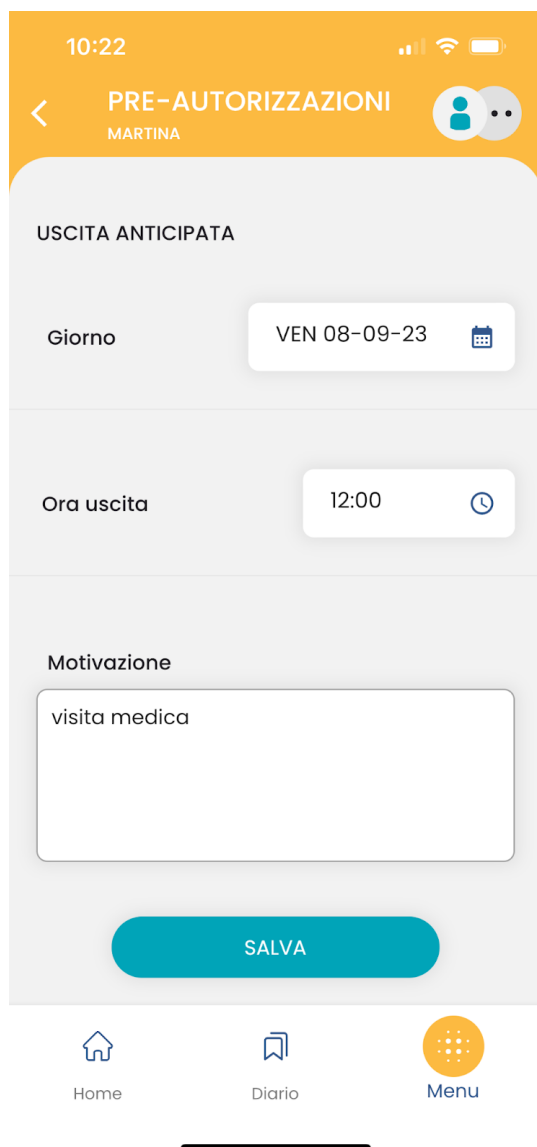 10:22
PRE-AUTORIZZAZIONI
MARTINA
USCITA ANTICIPATA
Giorno
VEN 08-09-23
Ora uscita
12:00
Motivazione
visita medica
SALVA
Home
Diario
Menu